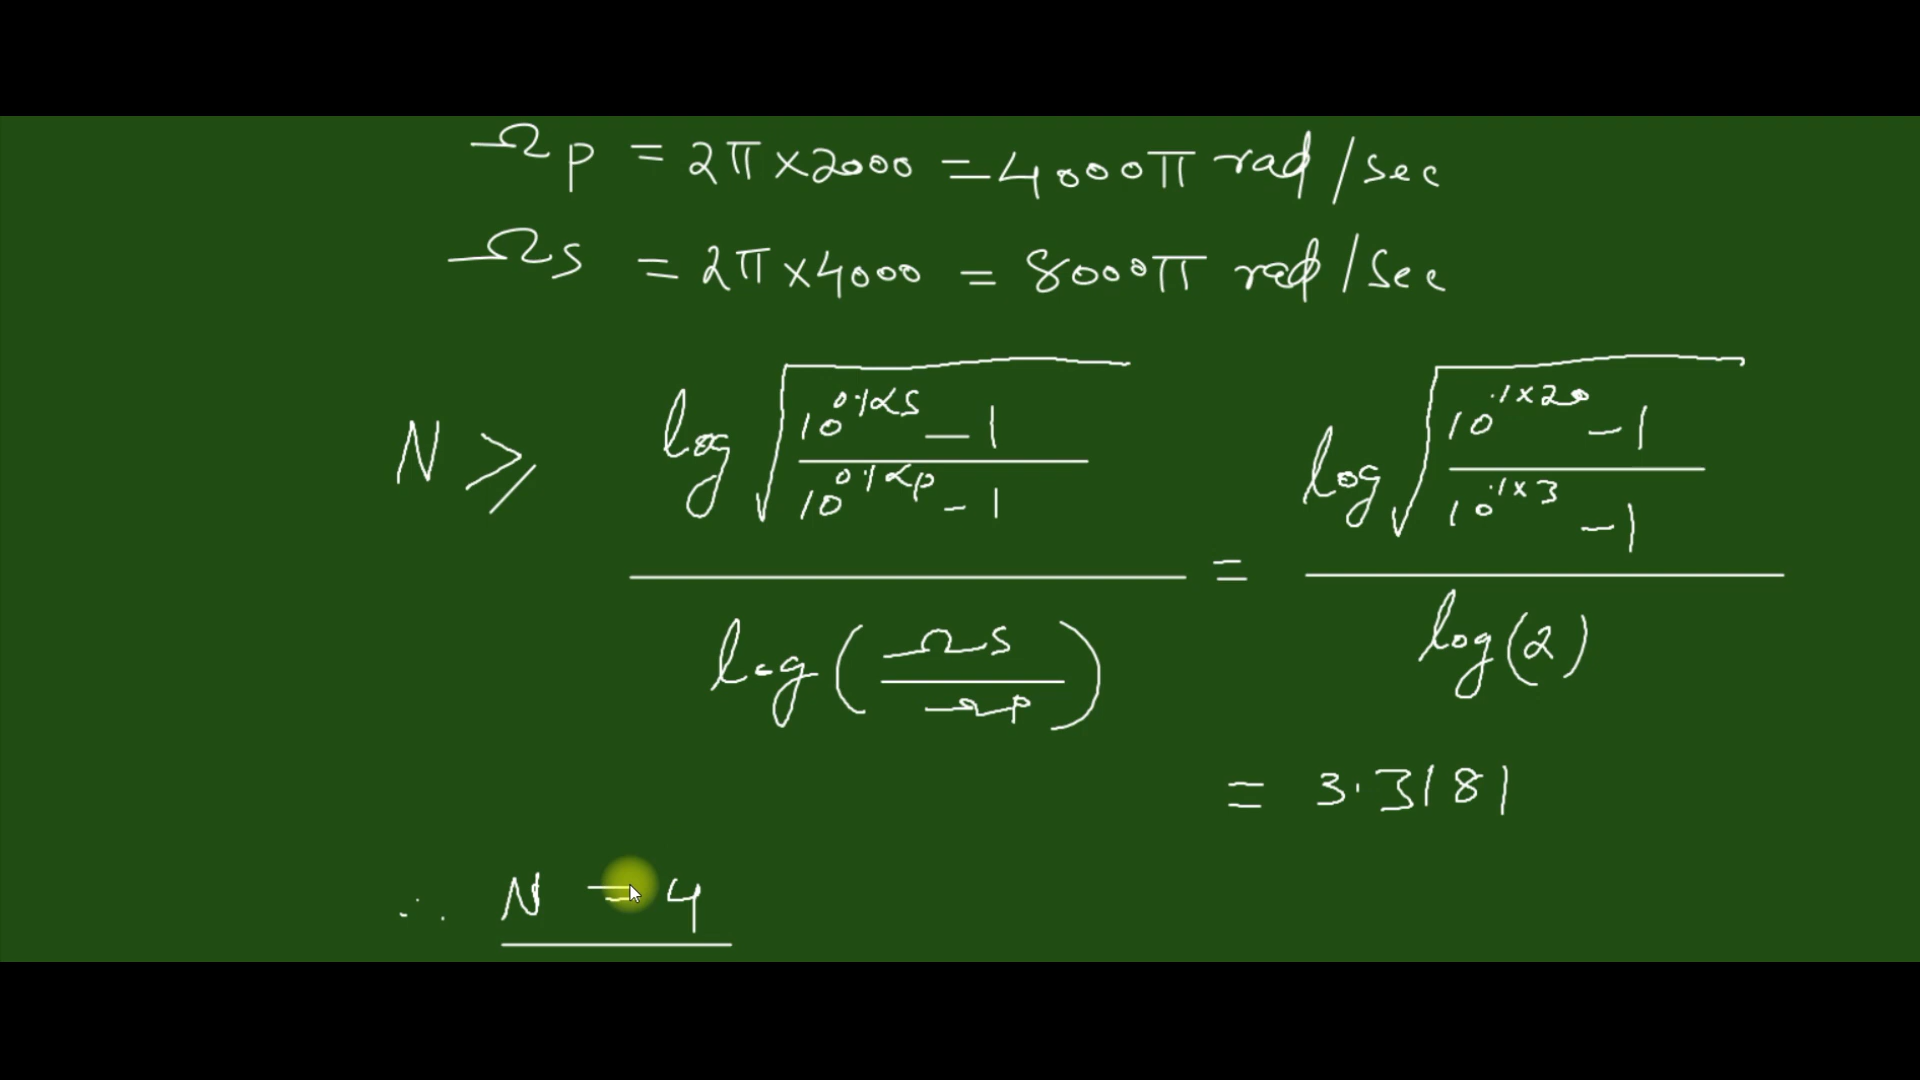 Ωp = 2π×2000 = 4000π rad/sec
Ωs = 2π×4000 = 8000π rad/sec
N ≥ log √((10^(0.1αs) − 1)/(10^(0.1αp) − 1)) / log(Ωs/Ωp) = log √((10^(.1×20) − 1)/(10^(.1×3) − 1)) / log(2)
= 3.3181
∴ N = 4